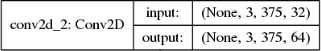 conv2d_2: Conv2D
input: (None, 3, 375, 32)
output: (None, 3, 375, 64)